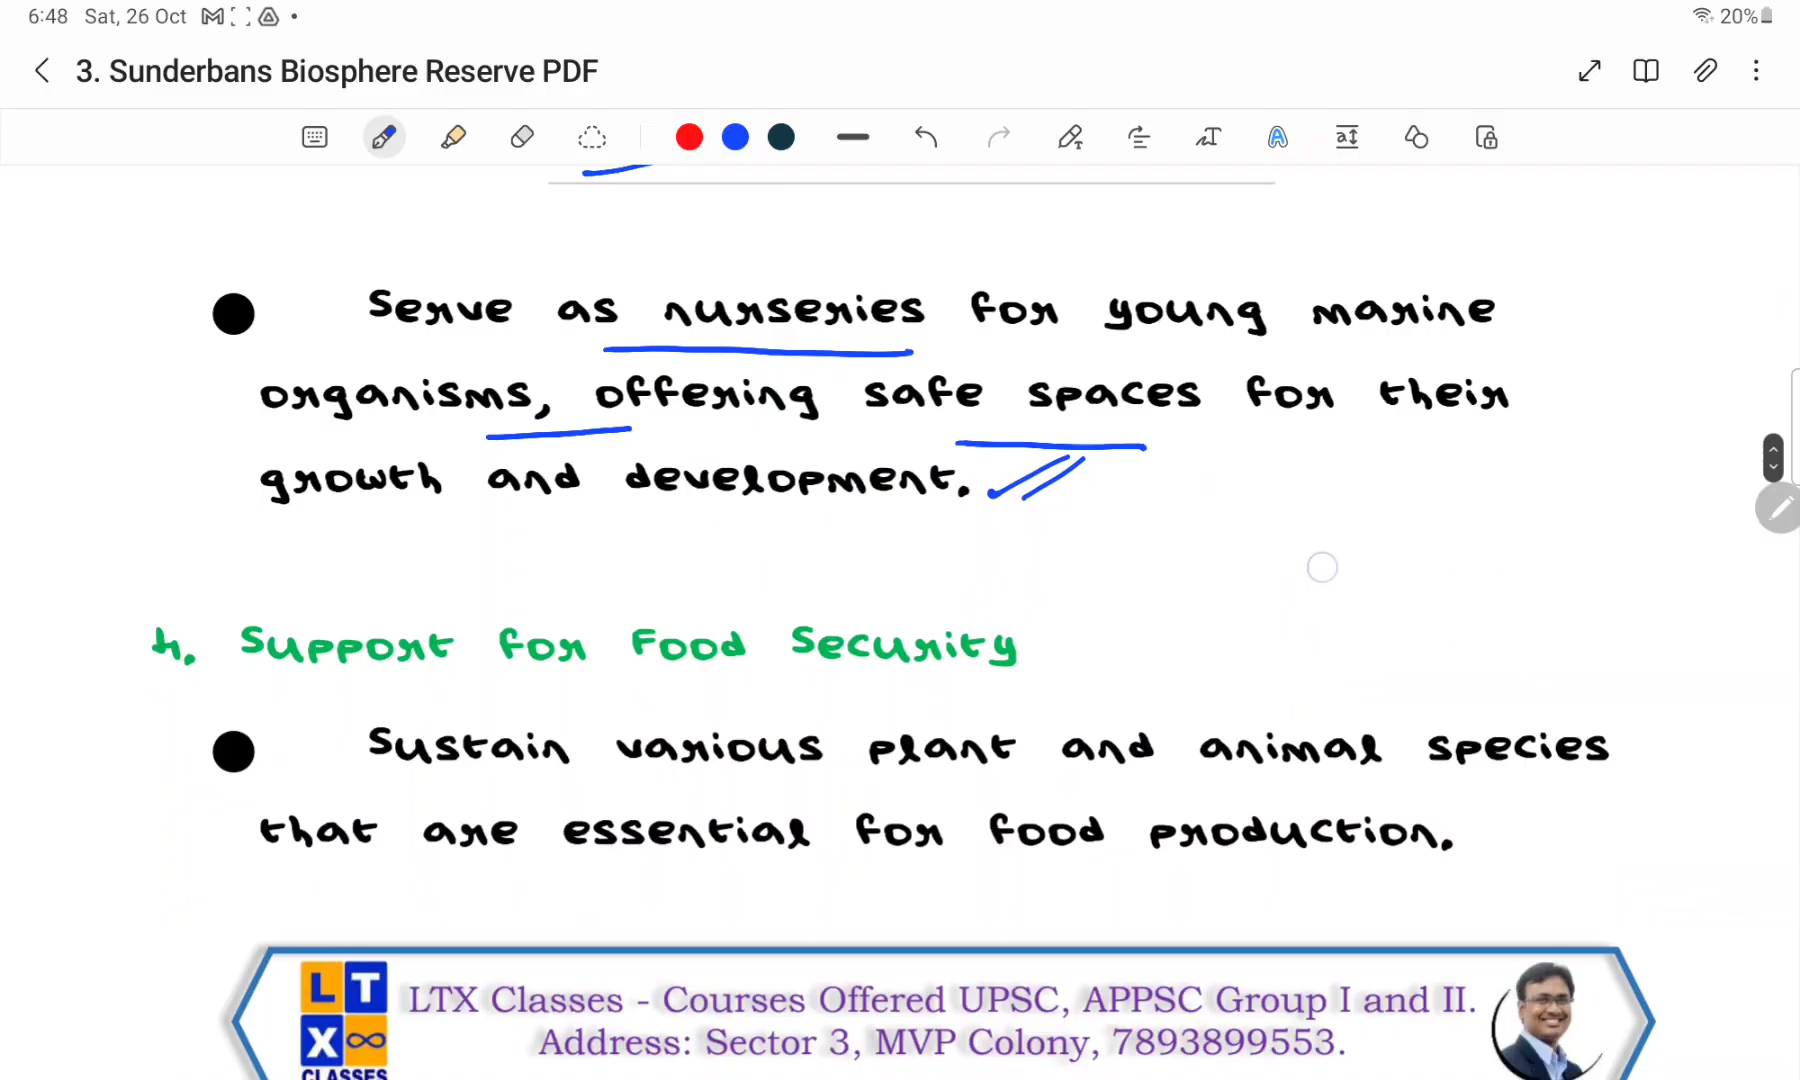 6:48 Sat, 26 Oct
20%
3. Sunderbans Biosphere Reserve PDF
Serve as nurseries for young marine
organisms, offering safe spaces for their
growth and development.
4. Support for Food Security
Sustain various plant and animal species
that are essential for food production.
LT
X∞
CLASSES
LTX Classes - Courses Offered UPSC, APPSC Group I and II.
Address: Sector 3, MVP Colony, 7893899553.